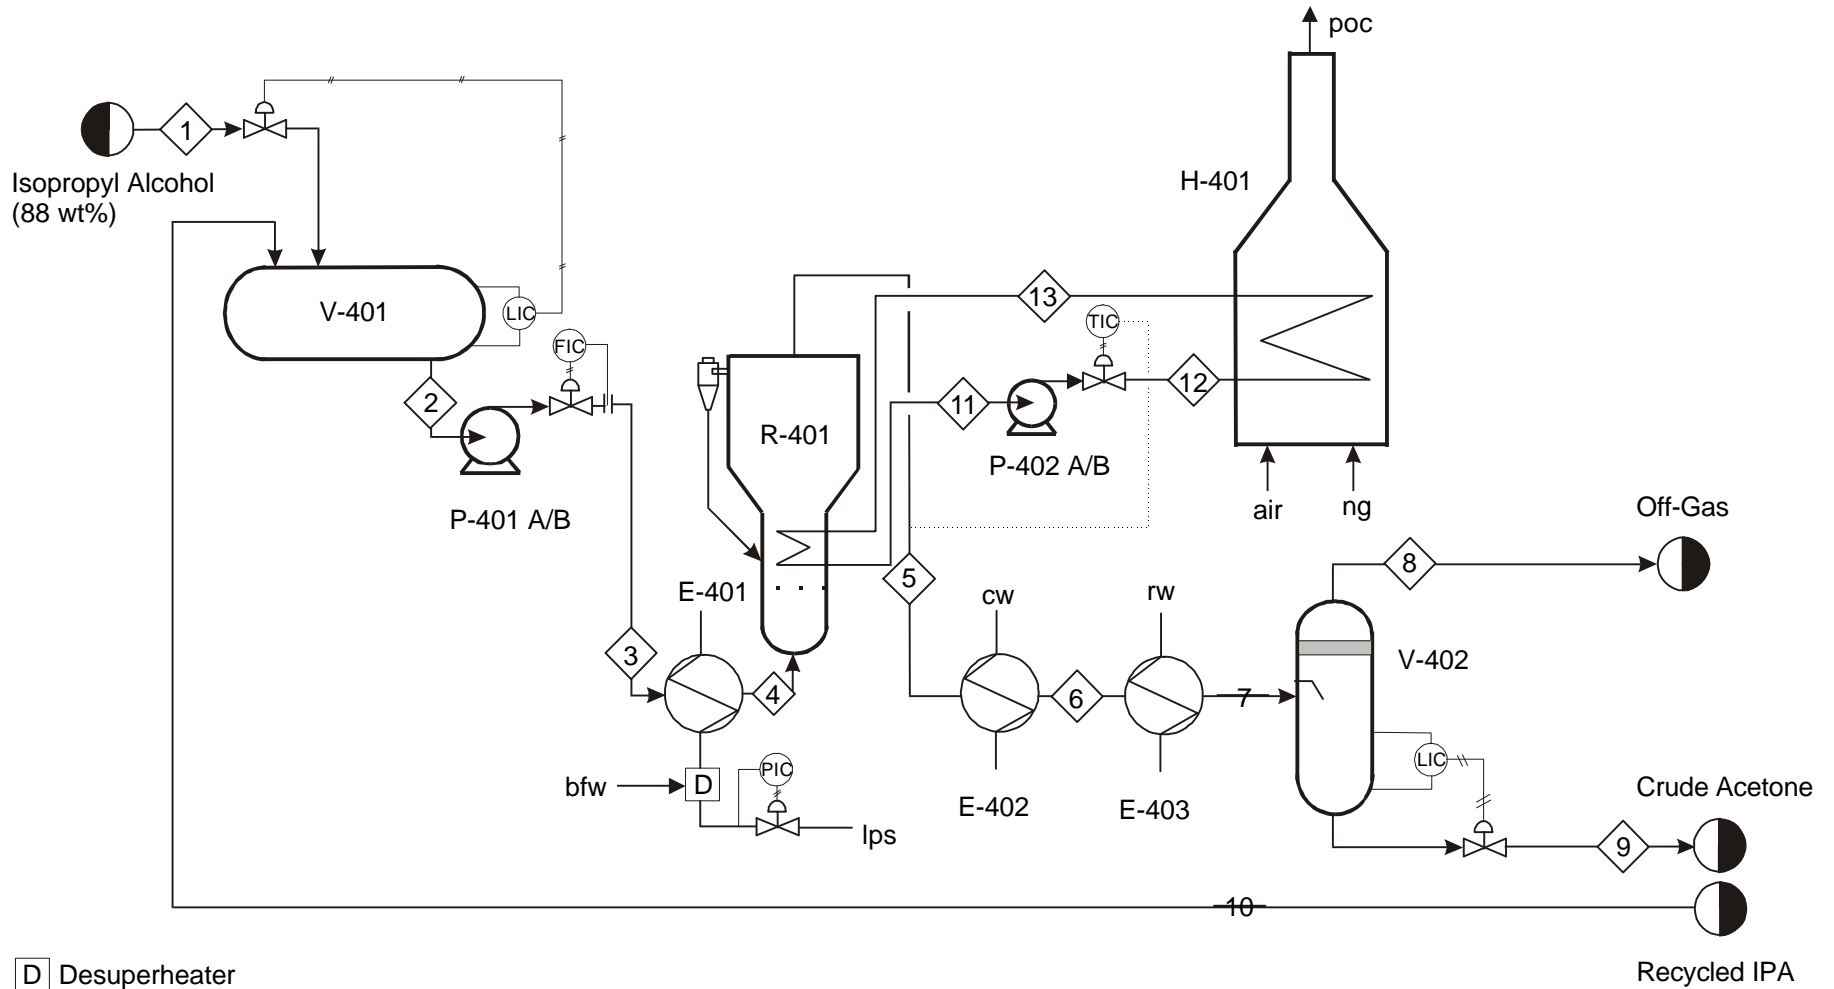 poc
1
Isopropyl Alcohol
(88 wt%)
H-401
V-401
LIC
13
TIC
FIC
2
11
12
R-401
P-402 A/B
P-401 A/B
air
ng
Off-Gas
8
5
E-401
cw
rw
3
4
6
7
V-402
bfw
D
PIC
lps
E-402
E-403
LIC
Crude Acetone
9
10
D Desuperheater
Recycled IPA